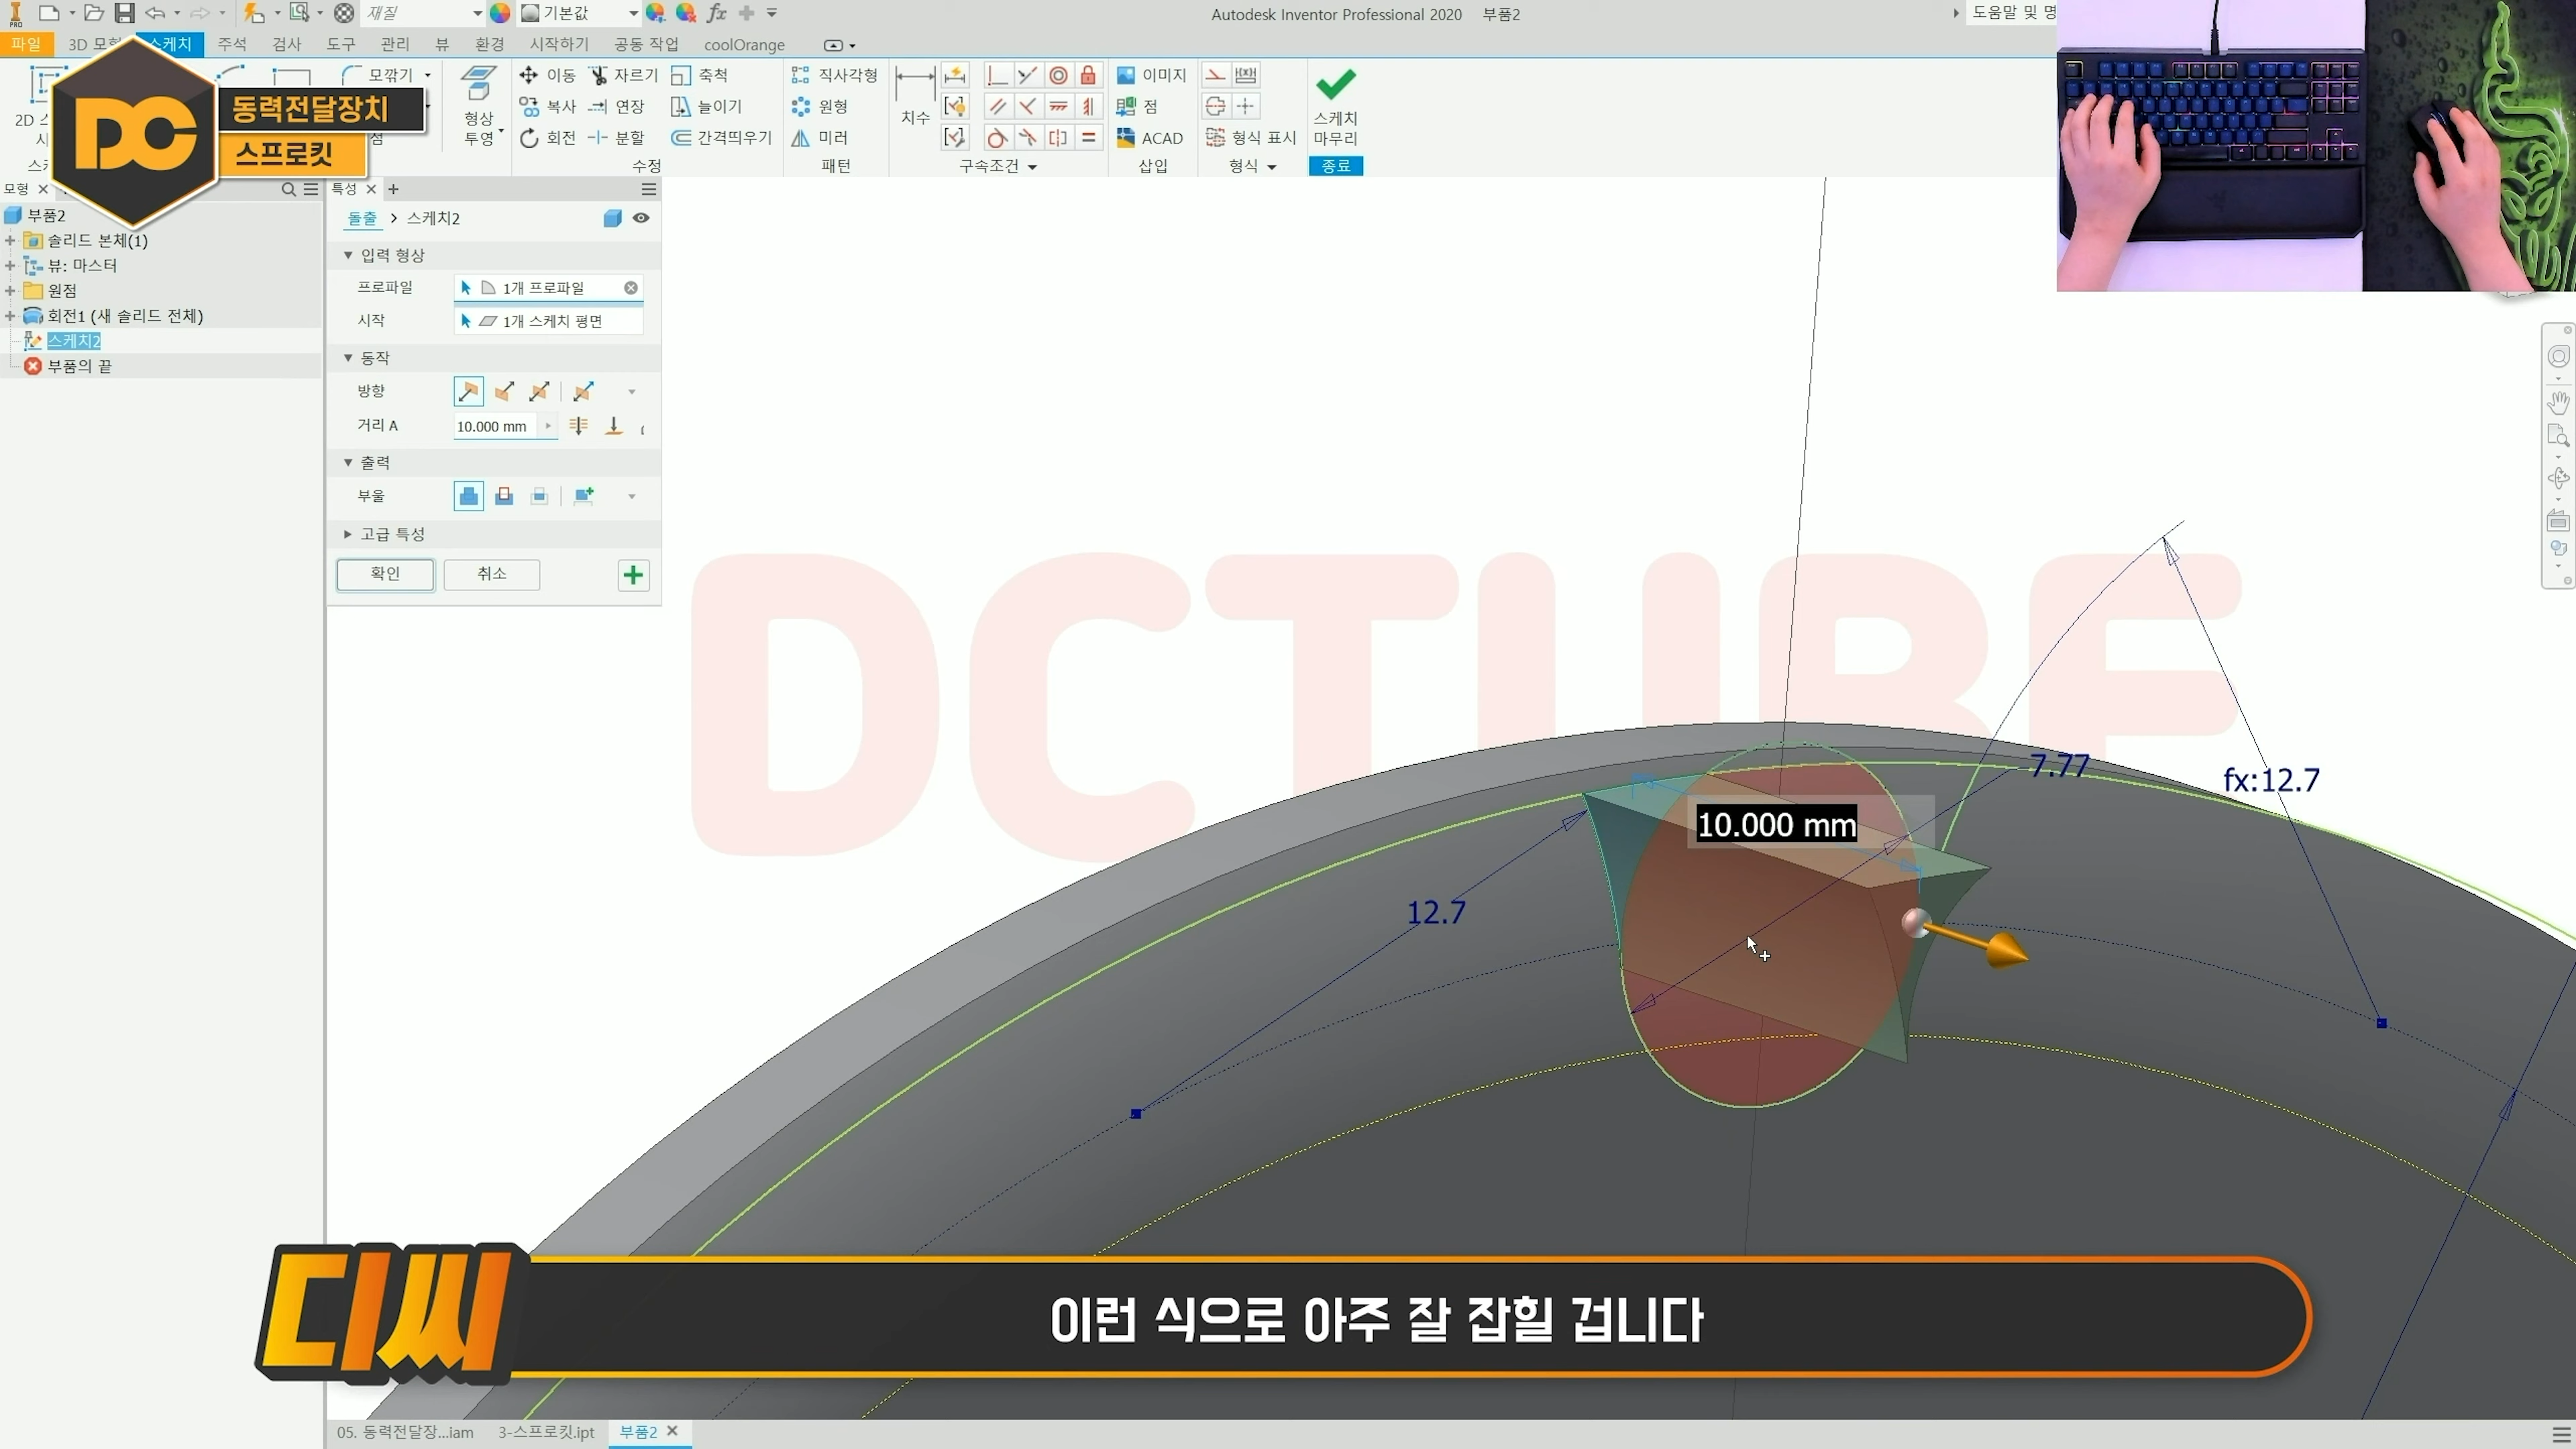 PRO
재질
기본값
fx
Autodesk Inventor Professional 2020 부품2
도움말 및 명
파일
3D 모형
스케치
주석
검사
도구
관리
뷰
환경
시작하기
공동 작업
coolOrange
DC
동력전달장치
스프로킷
2D 스
모깎기
점
형상
투영
이동
자르기
축척
복사
연장
늘이기
회전
분할
간격띄우기
수정
직사각형
원형
미러
패턴
치수
구속조건
이미지
점
ACAD
삽입
형식 표시
형식
스케치
마무리
종료
모형
부품2
솔리드 본체(1)
뷰: 마스터
원점
회전1 (새 솔리드 전체)
스케치2
부품의 끝
특성
돌출 > 스케치2
입력 형상
프로파일 1개 프로파일
시작 1개 스케치 평면
동작
방향
거리 A 10.000 mm
출력
부울
고급 특성
확인 취소
DCTUBE
7.77
fx:12.7
10.000 mm
12.7
디씨
이런 식으로 아주 잘 잡힐 겁니다
05. 동력전달장...iam
3-스프로킷.ipt
부품2